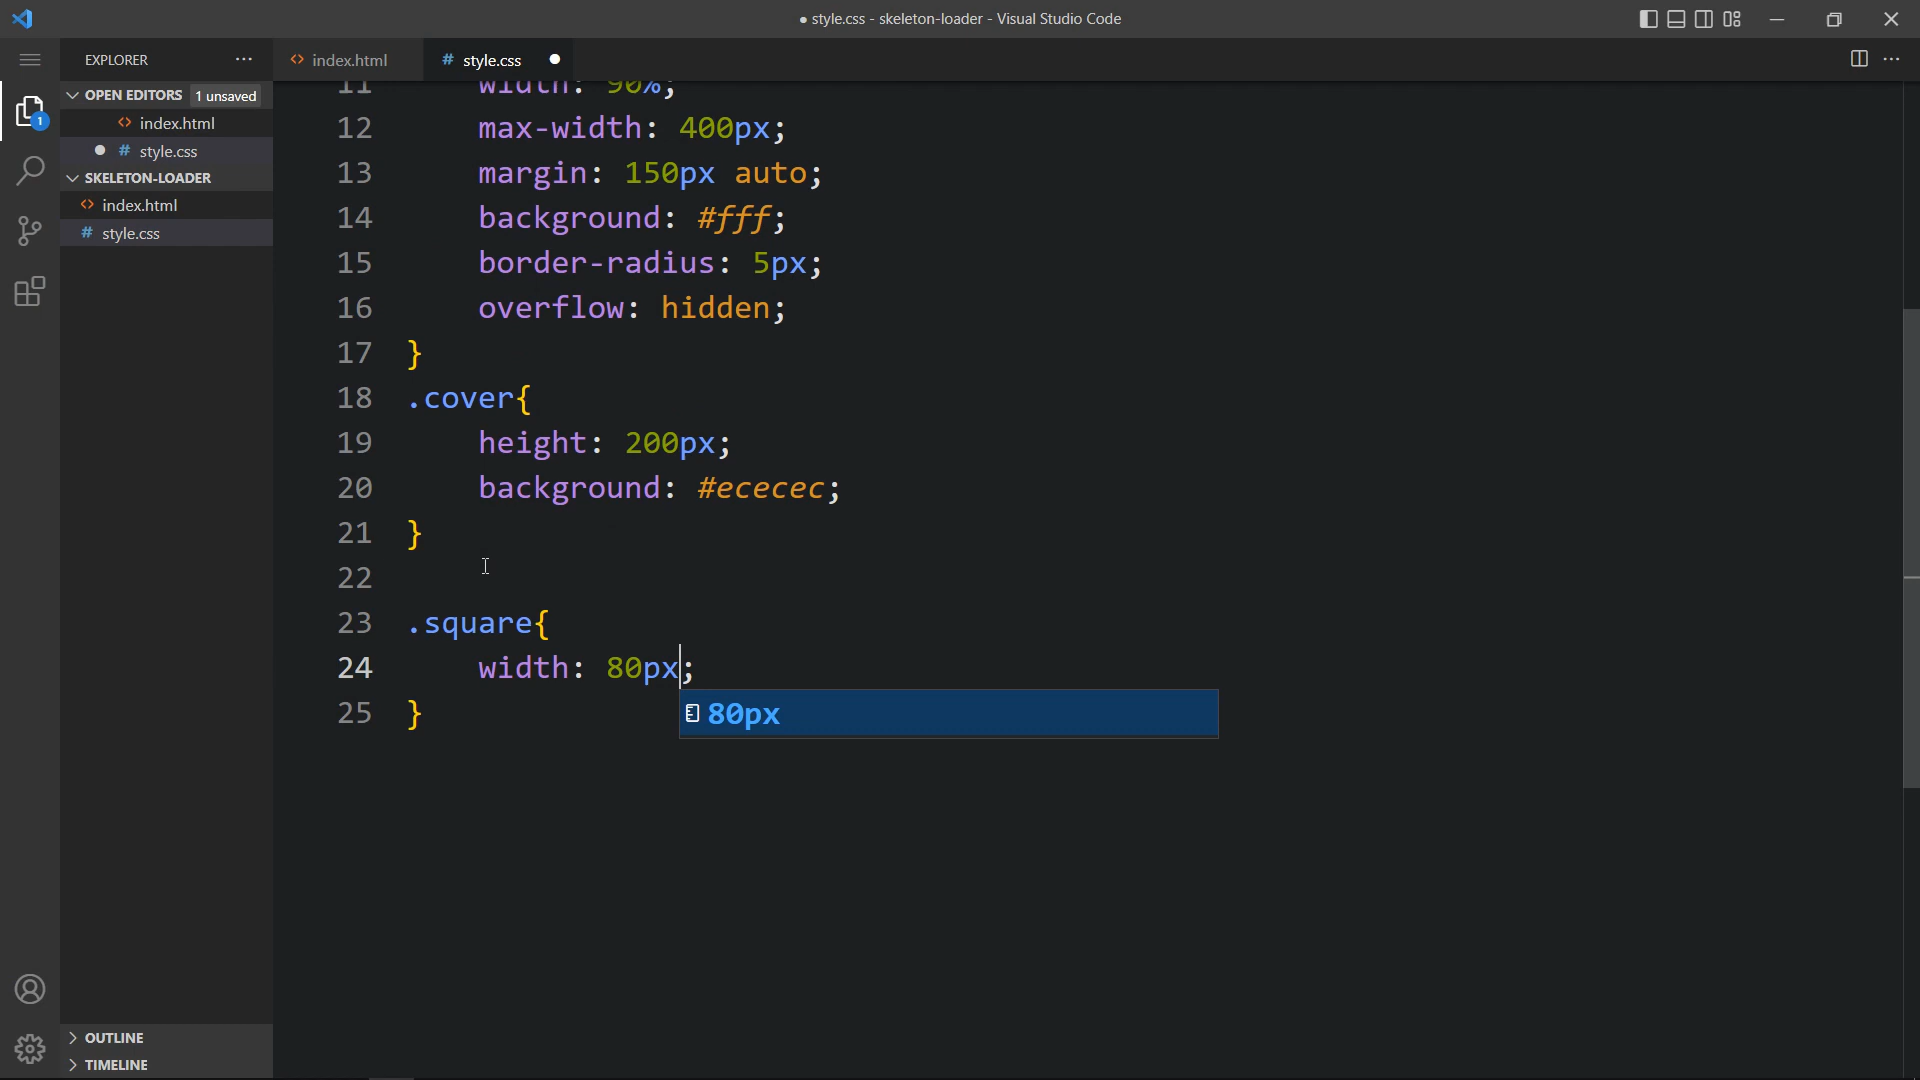 ● style.css - skeleton-loader - Visual Studio Code
EXPLORER
OPEN EDITORS 1 unsaved
index.html
● # style.css
SKELETON-LOADER
index.html
# style.css
OUTLINE
TIMELINE
1
<> index.html
# style.css ●
11 width: 90%;
12 max-width: 400px;
13 margin: 150px auto;
14 background: #fff;
15 border-radius: 5px;
16 overflow: hidden;
17 }
18 .cover{
19 height: 200px;
20 background: #ececec;
21 }
22
23 .square{
24 width: 80px;
25 }
80px